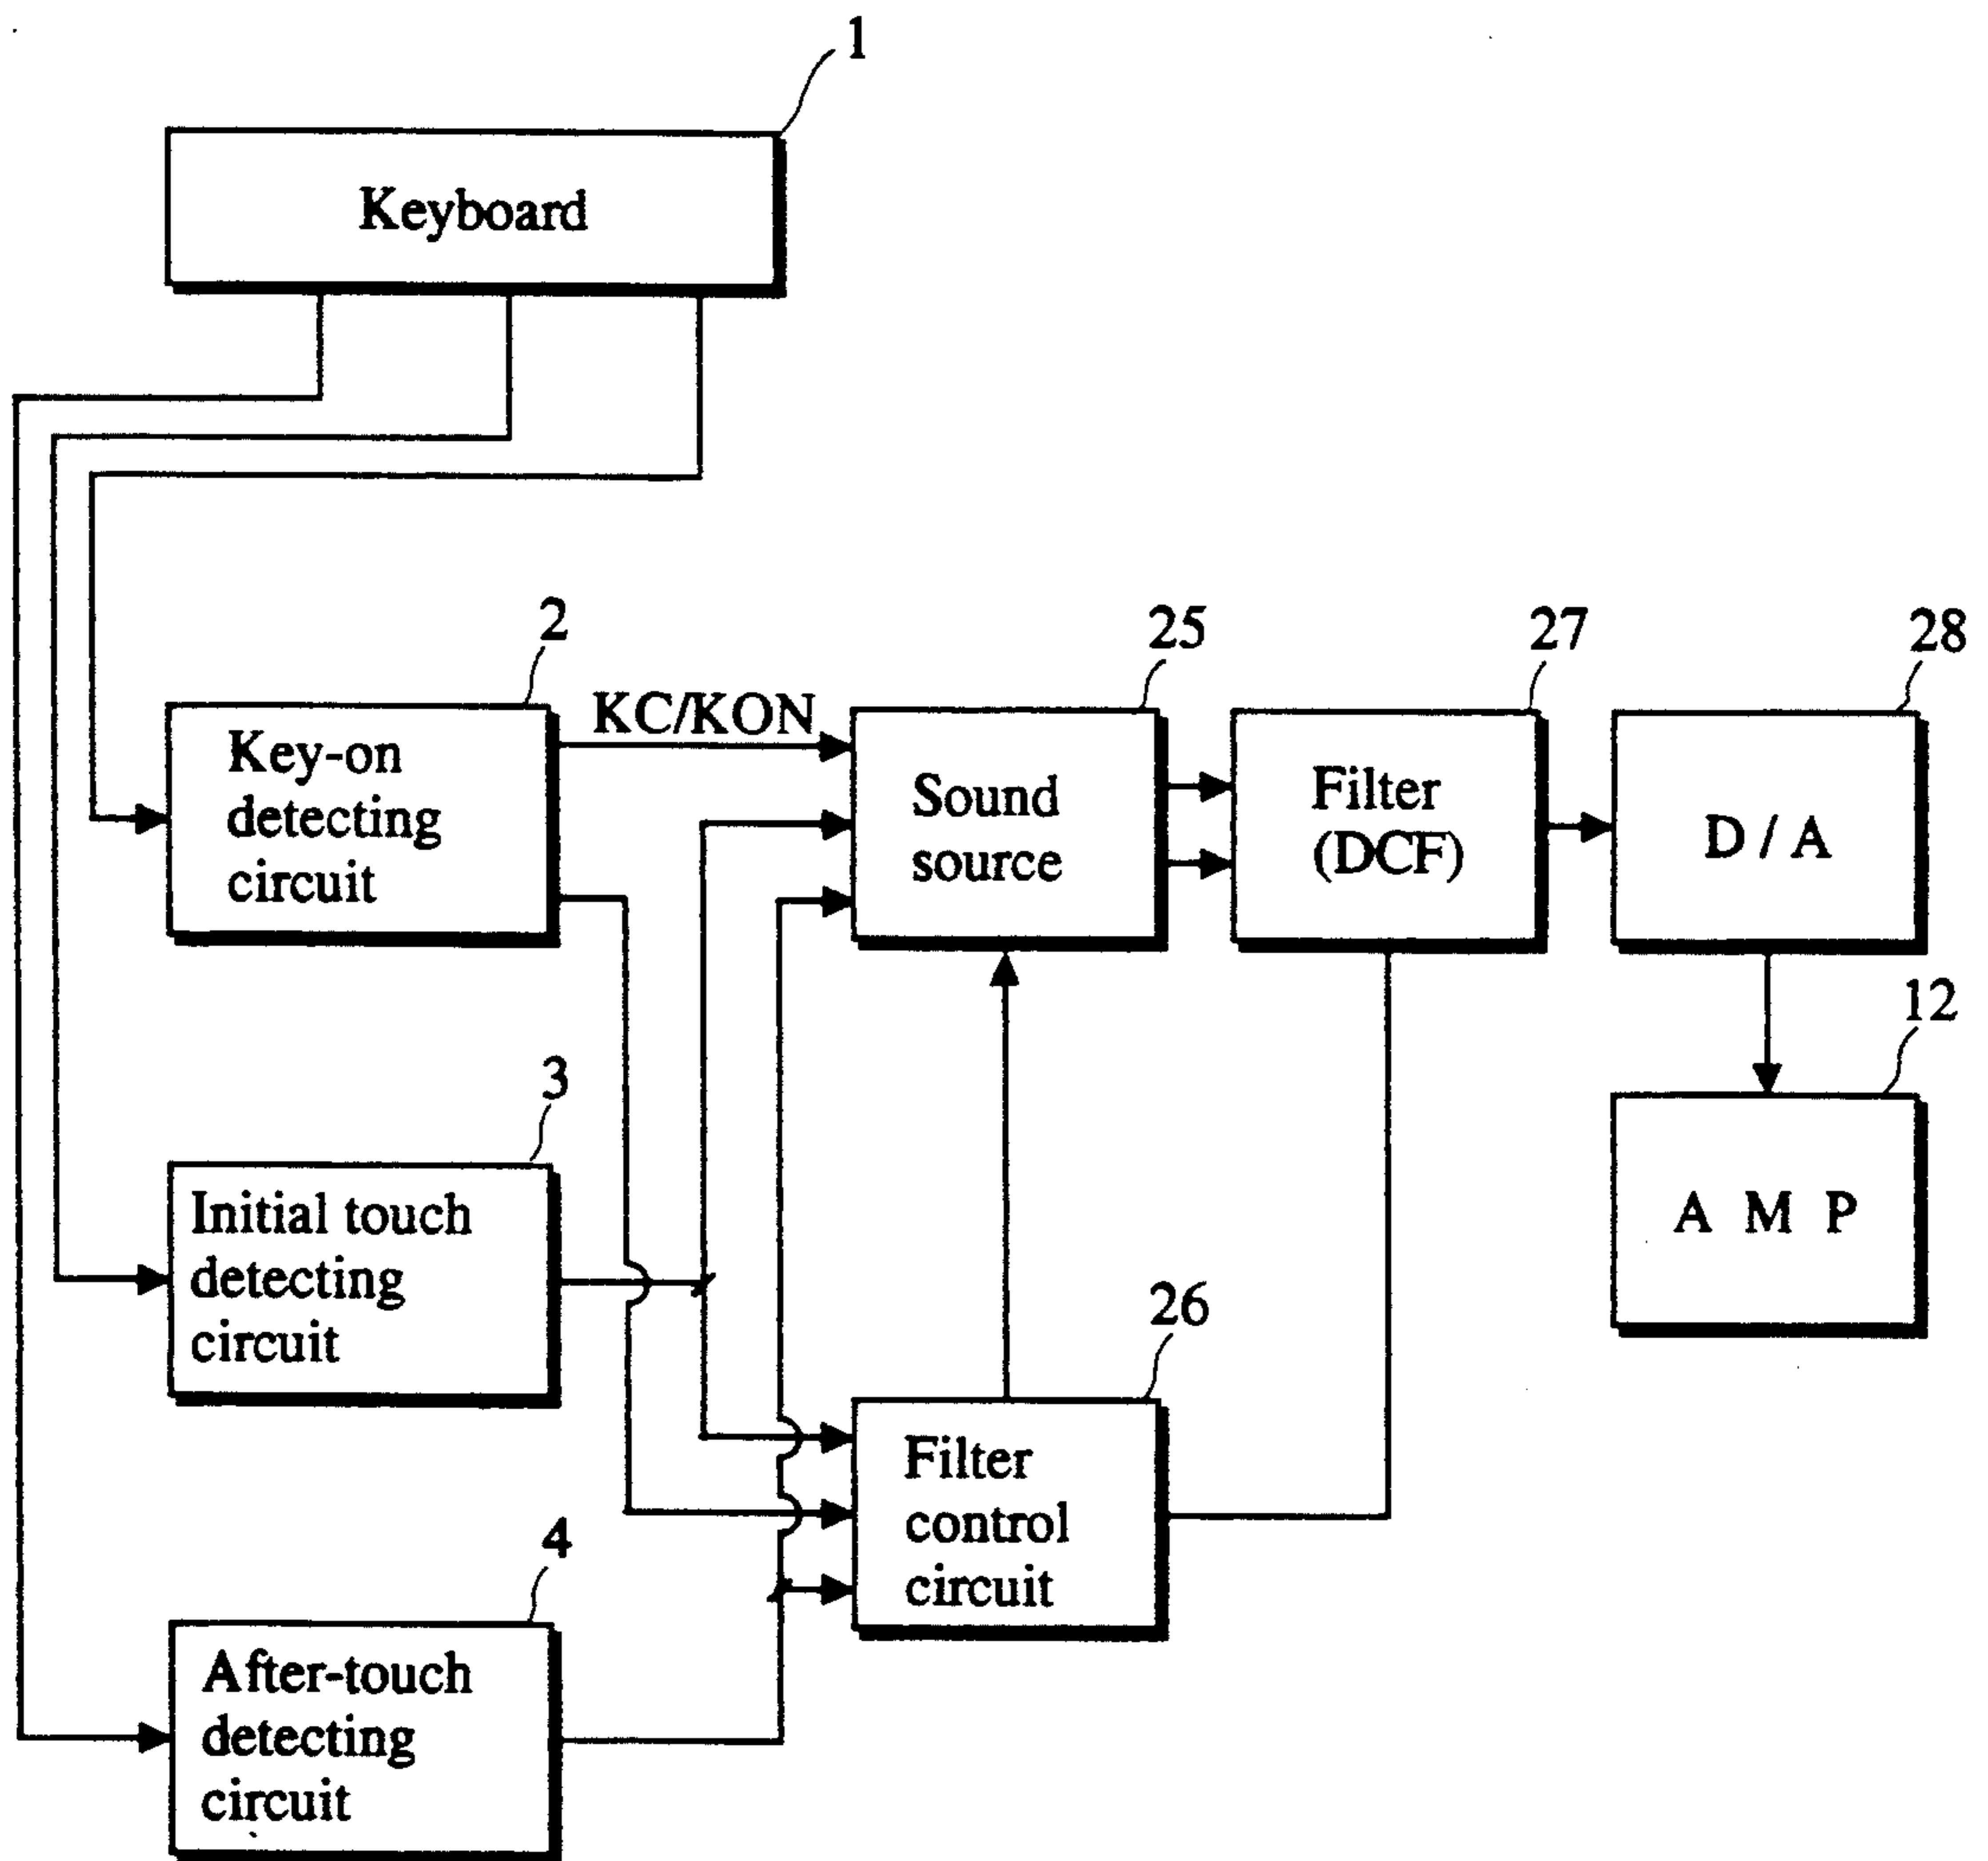 1
Keyboard
2
KC/KON
25
27
28
Key-on
detecting
circuit
Sound
source
Filter
(DCF)
D / A
12
A M P
3
Initial touch
detecting
circuit
26
Filter
control
circuit
4
After-touch
detecting
circuit